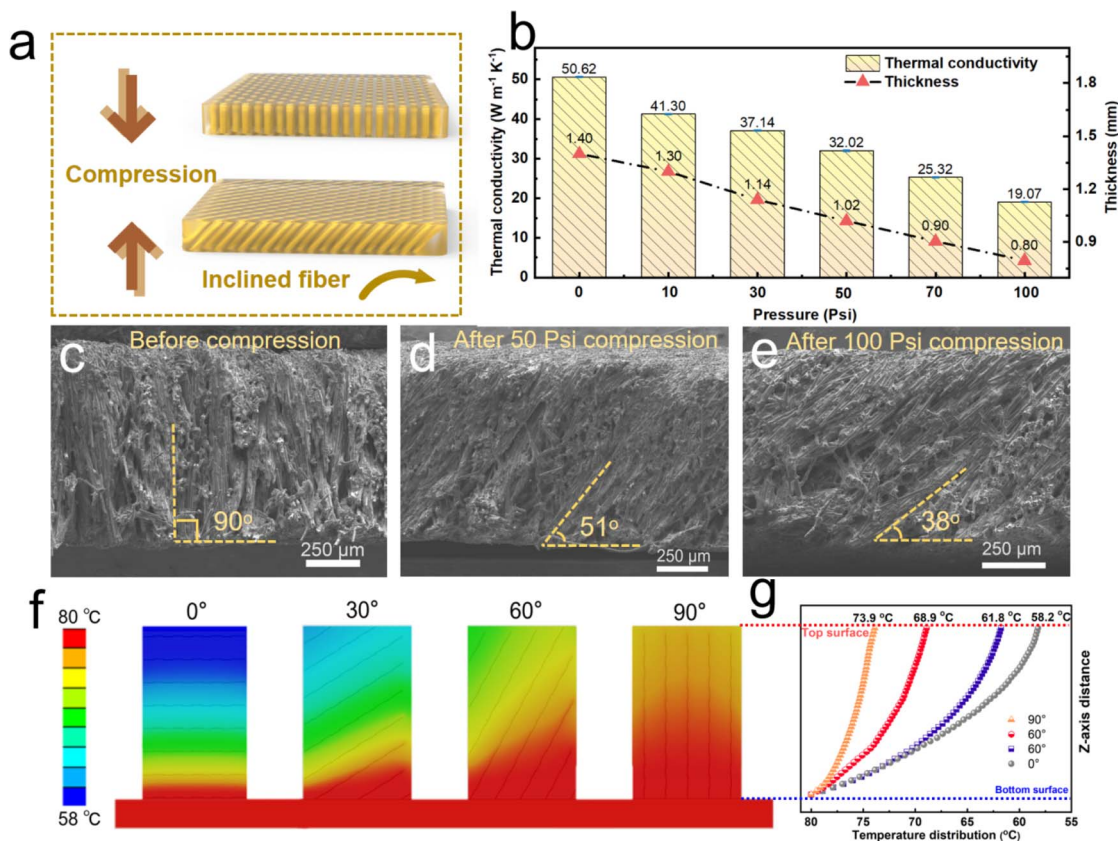 a
Compression
Inclined fiber
b
Thermal conductivity
Thickness
Thermal conductivity (W m⁻¹ K⁻¹)
50
40
30
20
10
0
50.62
41.30
37.14
32.02
25.32
19.07
1.40
1.30
1.14
1.02
0.90
0.80
1.8
1.5
1.2
0.9
Thickness (mm)
0 10 30 50 70 100
Pressure (Psi)
c
Before compression
90°
250 μm
d
After 50 Psi compression
51°
250 μm
e
After 100 Psi compression
38°
250 μm
f
80 °C
58 °C
0° 30° 60° 90°
g
73.9 °C 68.9 °C 61.8 °C 58.2 °C
Top surface
90°
60°
60°
0°
Bottom surface
Z-axis distance
80 75 70 65 60 55
Temperature distribution (°C)